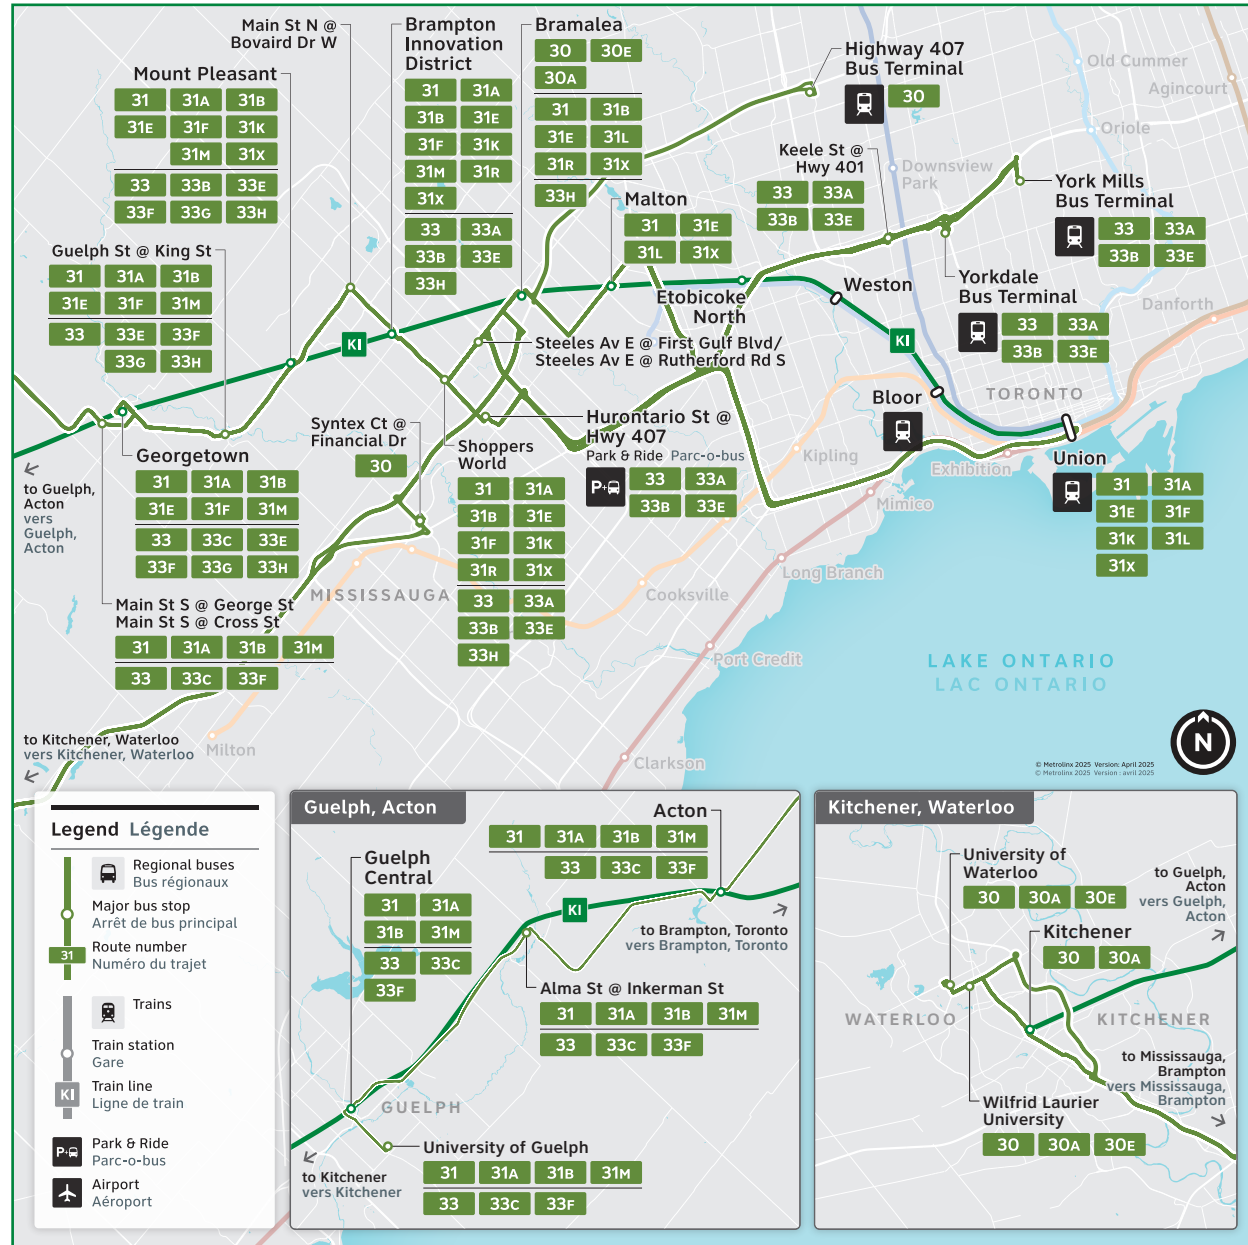 Main St N @
Bovaird Dr W
Brampton
Innovation
District
31 31A
31B 31E
31F 31K
31M 31R
31X
33 33A
33B 33E
33H
Bramalea
30 30E
30A
31 31B
31E 31L
31R 31X
33H
Highway 407
Bus Terminal
30
Old Cummer
Agincourt
Oriole
Mount Pleasant
31 31A 31B
31E 31F 31K
31M 31X
33 33B 33E
33F 33G 33H
Keele St @
Hwy 401
33 33A
33B 33E
Downsview
Park
York Mills
Bus Terminal
33 33A
33B 33E
Malton
31 31E
31L 31X
Guelph St @ King St
31 31A 31B
31E 31F 31M
33 33E 33F
33G 33H
Etobicoke
North
Weston
Yorkdale
Bus Terminal
33 33A
33B 33E
Danforth
KI
KI
Steeles Av E @ First Gulf Blvd/
Steeles Av E @ Rutherford Rd S
TORONTO
Bloor
Syntex Ct @
Financial Dr
30
Shoppers
World
31 31A
31B 31E
31F 31K
31R 31X
33 33A
33B 33E
33H
Hurontario St @
Hwy 407
Park & Ride Parc-o-bus
P+
33 33A
33B 33E
Kipling
Exhibition
Mimico
Union
31 31A
31E 31F
31K 31L
31X
Georgetown
31 31A 31B
31E 31F 31M
33 33C 33E
33F 33G 33H
to Guelph,
Acton
vers
Guelph,
Acton
Long Branch
Cooksville
MISSISSAUGA
Main St S @ George St
Main St S @ Cross St
31 31A 31B 31M
33 33C 33F
Port Credit
LAKE ONTARIO
LAC ONTARIO
to Kitchener, Waterloo
vers Kitchener, Waterloo
Milton
Clarkson
N
© Metrolinx 2025 Version: April 2025
© Metrolinx 2025 Version : avril 2025
Legend Légende
Regional buses
Bus régionaux
Major bus stop
Arrêt de bus principal
31
Route number
Numéro du trajet
Trains
Train station
Gare
KI
Train line
Ligne de train
P+
Park & Ride
Parc-o-bus
Airport
Aéroport
Guelph, Acton
Acton
31 31A 31B 31M
33 33C 33F
Guelph
Central
31 31A
31B 31M
33 33C
33F
KI
to Brampton, Toronto
vers Brampton, Toronto
Alma St @ Inkerman St
31 31A 31B 31M
33 33C 33F
GUELPH
University of Guelph
31 31A 31B 31M
33 33C 33F
to Kitchener
vers Kitchener
Kitchener, Waterloo
University of
Waterloo
30 30A 30E
to Guelph,
Acton
vers Guelph,
Acton
Kitchener
30 30A
WATERLOO
KITCHENER
to Mississauga,
Brampton
vers Mississauga,
Brampton
Wilfrid Laurier
University
30 30A 30E